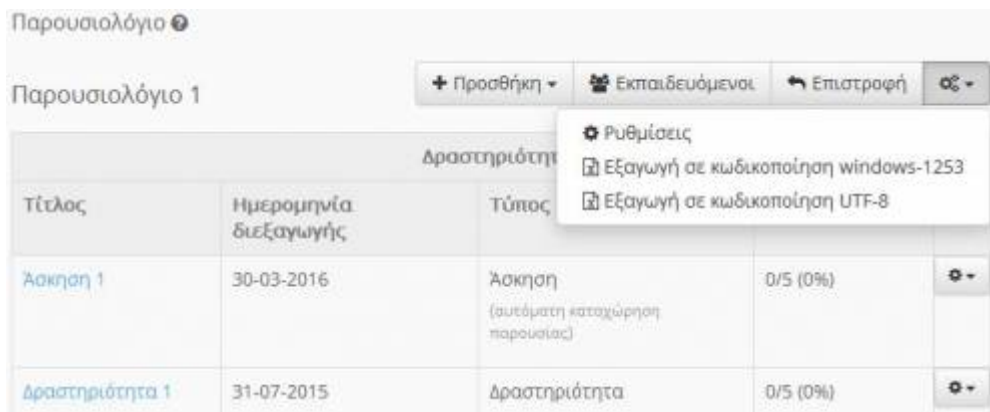 Παρουσιολόγιο
Παρουσιολόγιο 1
Προσθήκη Εκπαιδευόμενοι Επιστροφή
Ρυθμίσεις
Εξαγωγή σε κωδικοποίηση windows-1253
Εξαγωγή σε κωδικοποίηση UTF-8
Τίτλος Ημερομηνία Τύπος
διεξαγωγής
Άσκηση 1 30-03-2016 Άσκηση 0/5 (0%)
(αυτόματη καταχώρηση
παρουσίας)
Δραστηριότητα 1 31-07-2015 Δραστηριότητα 0/5 (0%)